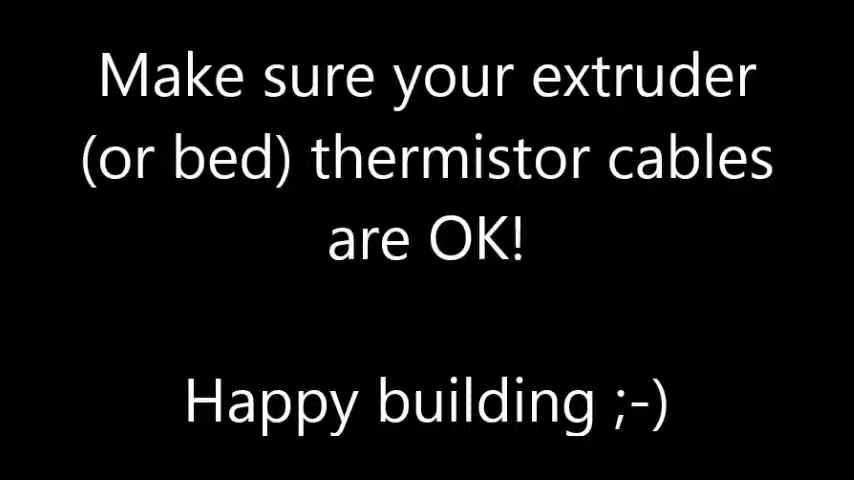 Make sure your extruder
(or bed) thermistor cables
are OK!
Happy building ;-)